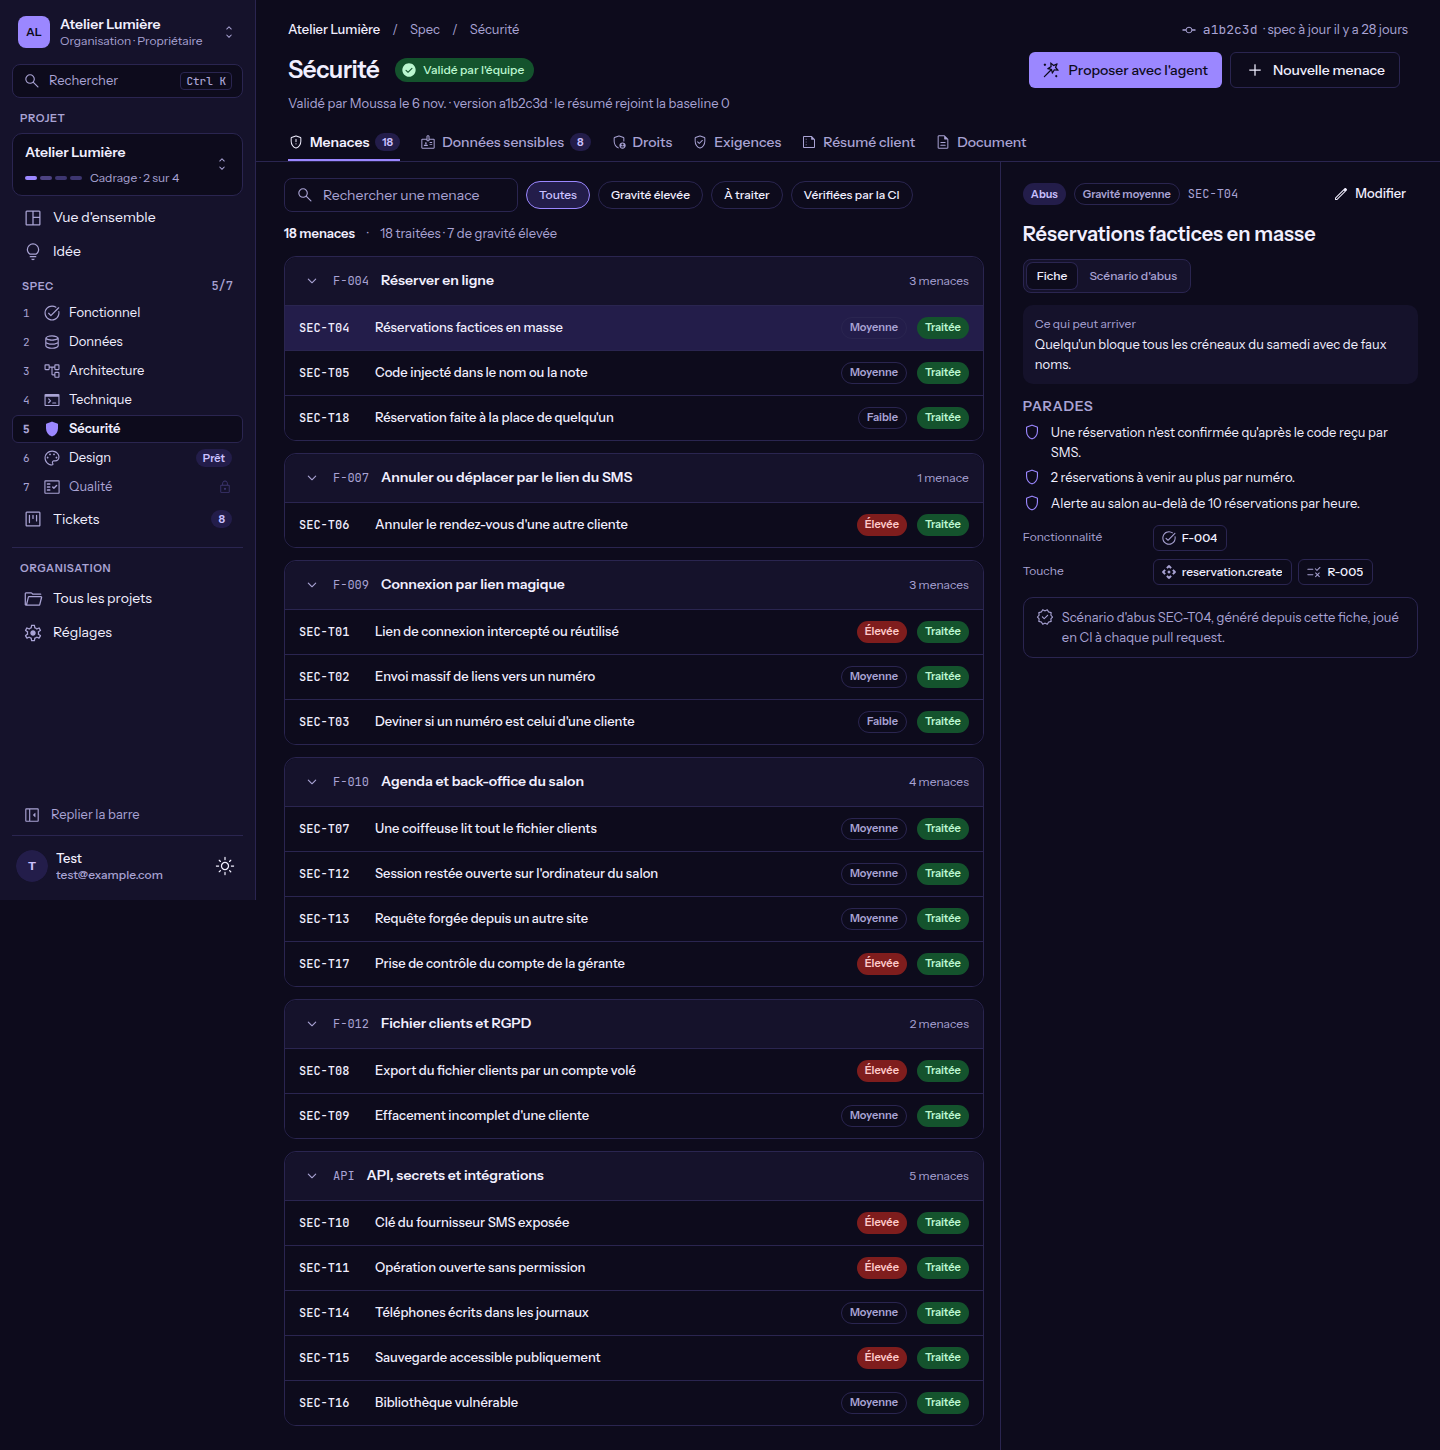 AL
Atelier Lumière
Organisation · Propriétaire
Rechercher
Ctrl K
PROJET
Atelier Lumière
Cadrage · 2 sur 4
Vue d'ensemble
Idée
SPEC 5/7
1 Fonctionnel
2 Données
3 Architecture
4 Technique
5 Sécurité
6 Design Prêt
7 Qualité
Tickets 8
ORGANISATION
Tous les projets
Réglages
Replier la barre
T
Test
test@example.com
Atelier Lumière / Spec / Sécurité
a1b2c3d · spec à jour il y a 28 jours
Sécurité
Validé par l'équipe
Proposer avec l'agent
Nouvelle menace
Validé par Moussa le 6 nov. · version a1b2c3d · le résumé rejoint la baseline 0
Menaces 18
Données sensibles 8
Droits
Exigences
Résumé client
Document
Rechercher une menace
Toutes
Gravité élevée
À traiter
Vérifiées par la CI
18 menaces · 18 traitées · 7 de gravité élevée
F-004 Réserver en ligne 3 menaces
SEC-T04 Réservations factices en masse Moyenne Traitée
SEC-T05 Code injecté dans le nom ou la note Moyenne Traitée
SEC-T18 Réservation faite à la place de quelqu'un Faible Traitée
F-007 Annuler ou déplacer par le lien du SMS 1 menace
SEC-T06 Annuler le rendez-vous d'une autre cliente Élevée Traitée
F-009 Connexion par lien magique 3 menaces
SEC-T01 Lien de connexion intercepté ou réutilisé Élevée Traitée
SEC-T02 Envoi massif de liens vers un numéro Moyenne Traitée
SEC-T03 Deviner si un numéro est celui d'une cliente Faible Traitée
F-010 Agenda et back-office du salon 4 menaces
SEC-T07 Une coiffeuse lit tout le fichier clients Moyenne Traitée
SEC-T12 Session restée ouverte sur l'ordinateur du salon Moyenne Traitée
SEC-T13 Requête forgée depuis un autre site Moyenne Traitée
SEC-T17 Prise de contrôle du compte de la gérante Élevée Traitée
F-012 Fichier clients et RGPD 2 menaces
SEC-T08 Export du fichier clients par un compte volé Élevée Traitée
SEC-T09 Effacement incomplet d'une cliente Moyenne Traitée
API API, secrets et intégrations 5 menaces
SEC-T10 Clé du fournisseur SMS exposée Élevée Traitée
SEC-T11 Opération ouverte sans permission Élevée Traitée
SEC-T14 Téléphones écrits dans les journaux Moyenne Traitée
SEC-T15 Sauvegarde accessible publiquement Élevée Traitée
SEC-T16 Bibliothèque vulnérable Moyenne Traitée
Abus
Gravité moyenne
SEC-T04
Modifier
Réservations factices en masse
Fiche
Scénario d'abus
Ce qui peut arriver
Quelqu'un bloque tous les créneaux du samedi avec de faux
noms.
PARADES
Une réservation n'est confirmée qu'après le code reçu par
SMS.
2 réservations à venir au plus par numéro.
Alerte au salon au-delà de 10 réservations par heure.
Fonctionnalité F-004
Touche reservation.create R-005
Scénario d'abus SEC-T04, généré depuis cette fiche, joué
en CI à chaque pull request.